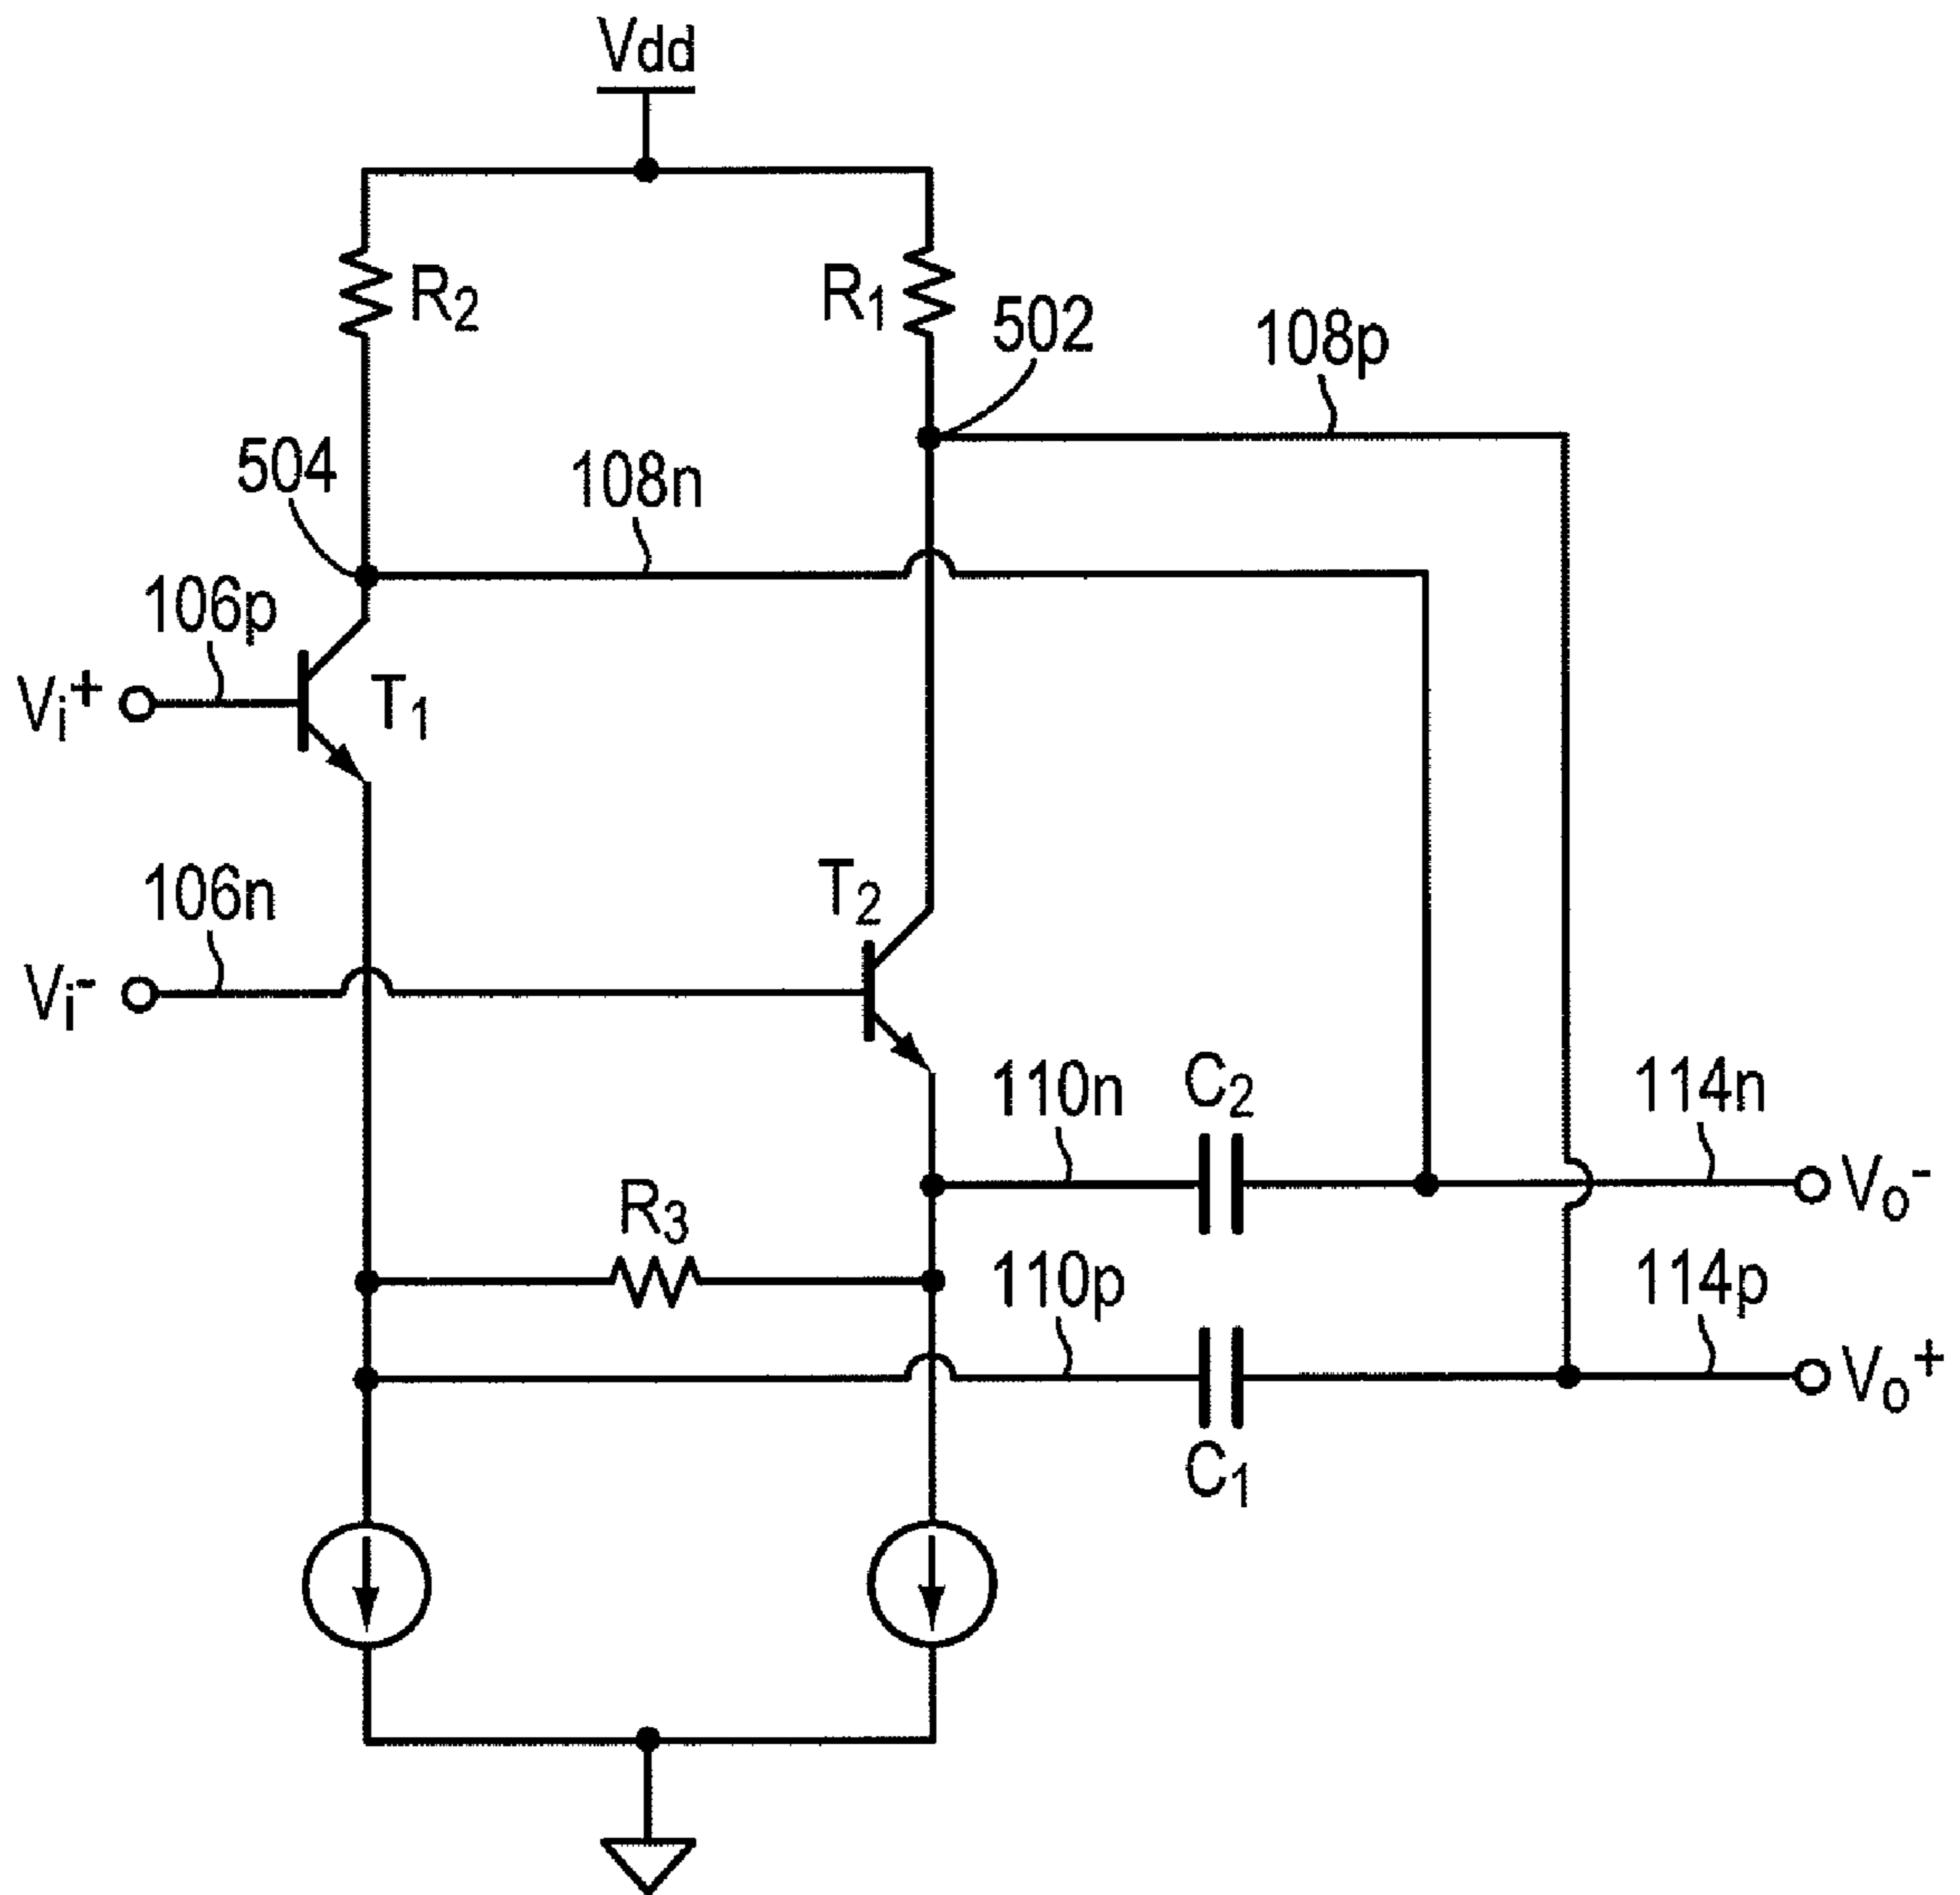 Vdd
R2
R1
502
108p
504
108n
106p
Vi+
T1
106n
T2
Vi-
110n
C2
114n
Vo-
R3
110p
114p
Vo+
C1